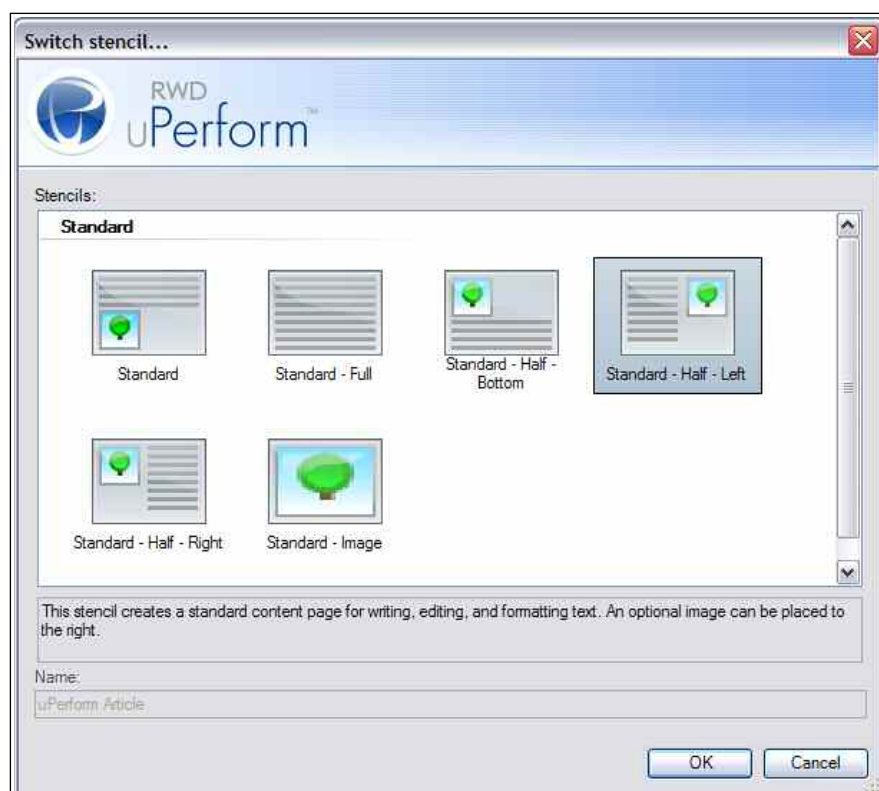 Switch stencil...
RWD
uPerform™
Stencils:
Standard
Standard
Standard - Full
Standard - Half -
Bottom
Standard - Half - Left
Standard - Half - Right
Standard - Image
This stencil creates a standard content page for writing, editing, and formatting text. An optional image can be placed to
the right.
Name:
uPerform Article
OK
Cancel